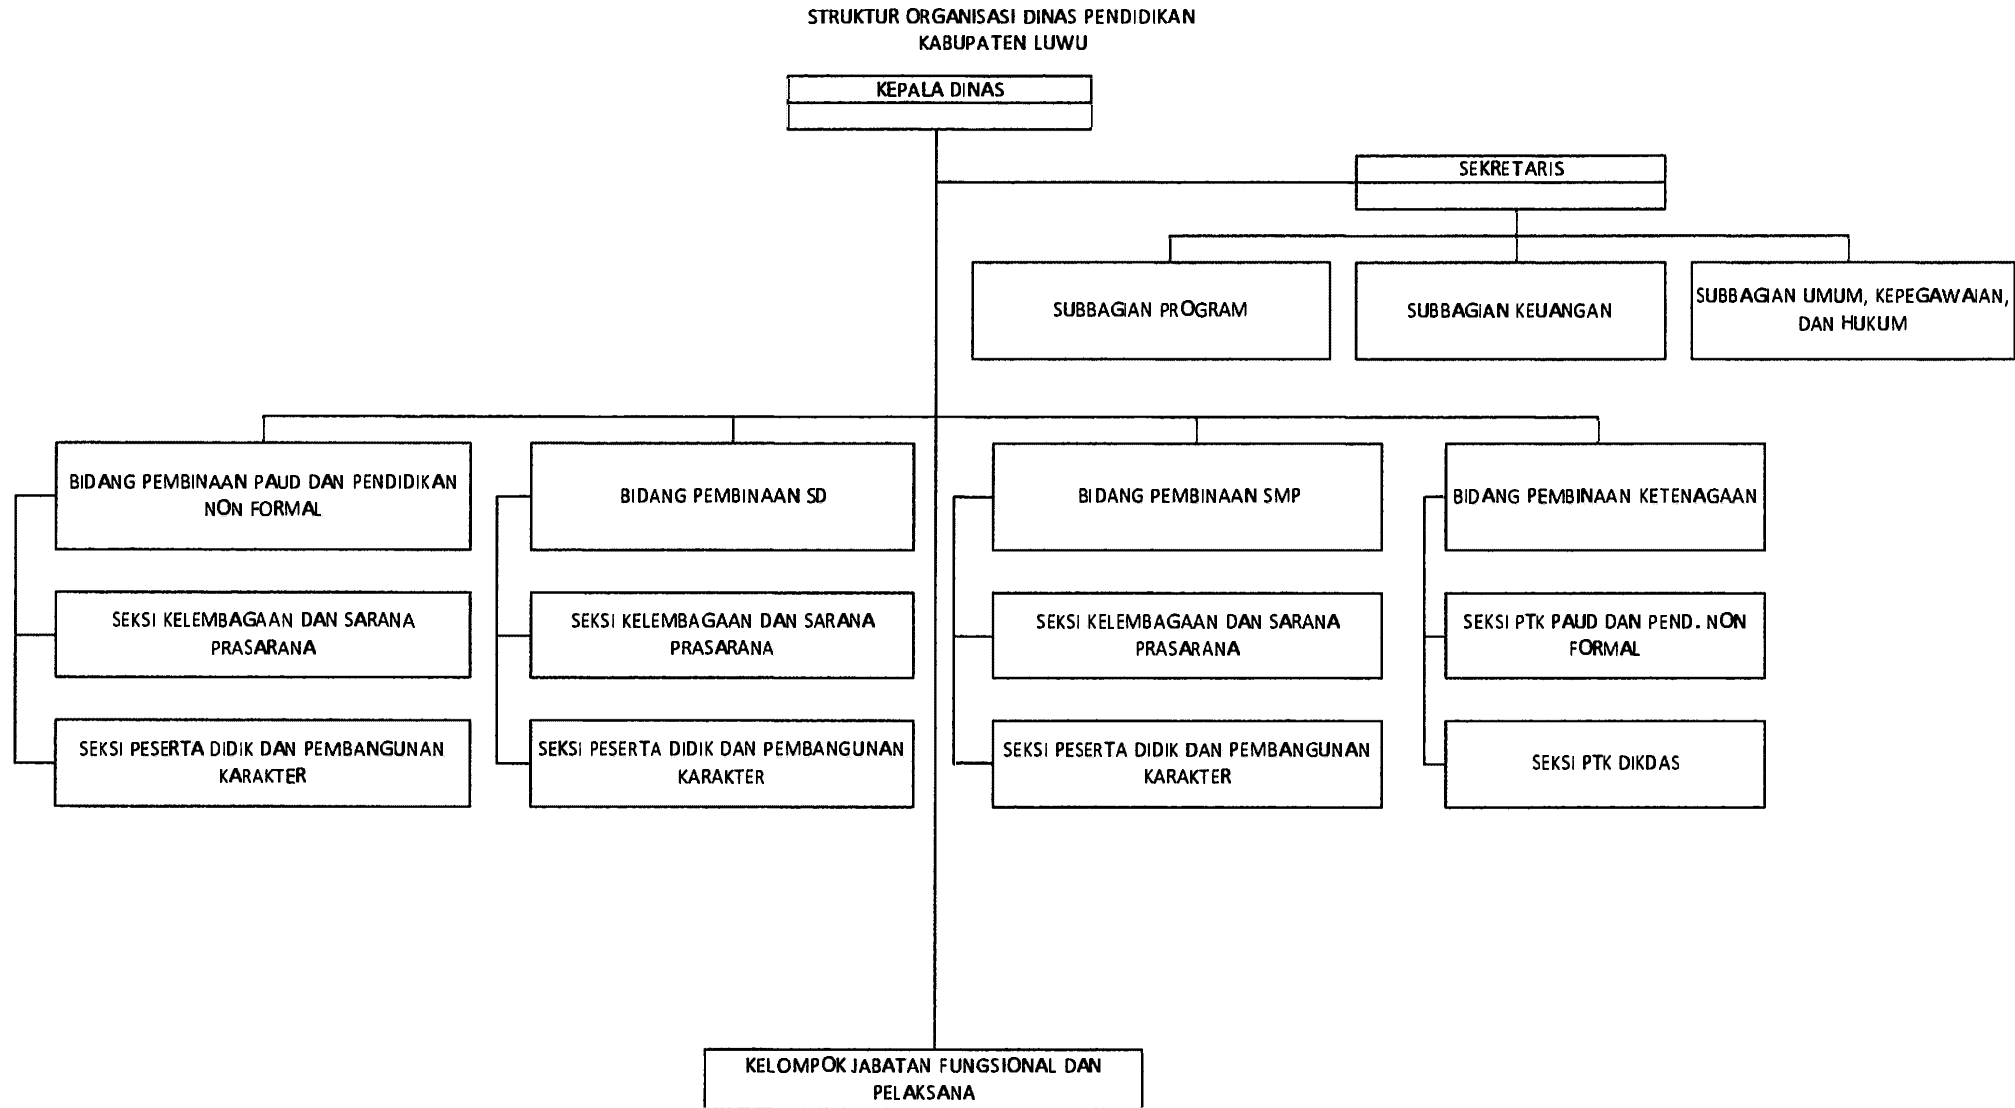 STRUKTUR ORGANISASI DINAS PENDIDIKAN
KABUPATEN LUWU
KEPALA DINAS
SEKRETARIS
SUBBAGIAN PROGRAM
SUBBAGIAN KEUANGAN
SUBBAGIAN UMUM, KEPEGAWAIAN,
DAN HUKUM
BIDANG PEMBINAAN PAUD DAN PENDIDIKAN
NON FORMAL
BIDANG PEMBINAAN SD
BIDANG PEMBINAAN SMP
BIDANG PEMBINAAN KETENAGAAN
SEKSI KELEMBAGAAN DAN SARANA
PRASARANA
SEKSI KELEMBAGAAN DAN SARANA
PRASARANA
SEKSI KELEMBAGAAN DAN SARANA
PRASARANA
SEKSI PTK PAUD DAN PEND. NON
FORMAL
SEKSI PESERTA DIDIK DAN PEMBANGUNAN
KARAKTER
SEKSI PESERTA DIDIK DAN PEMBANGUNAN
KARAKTER
SEKSI PESERTA DIDIK DAN PEMBANGUNAN
KARAKTER
SEKSI PTK DIKDAS
KELOMPOK JABATAN FUNGSIONAL DAN
PELAKSANA